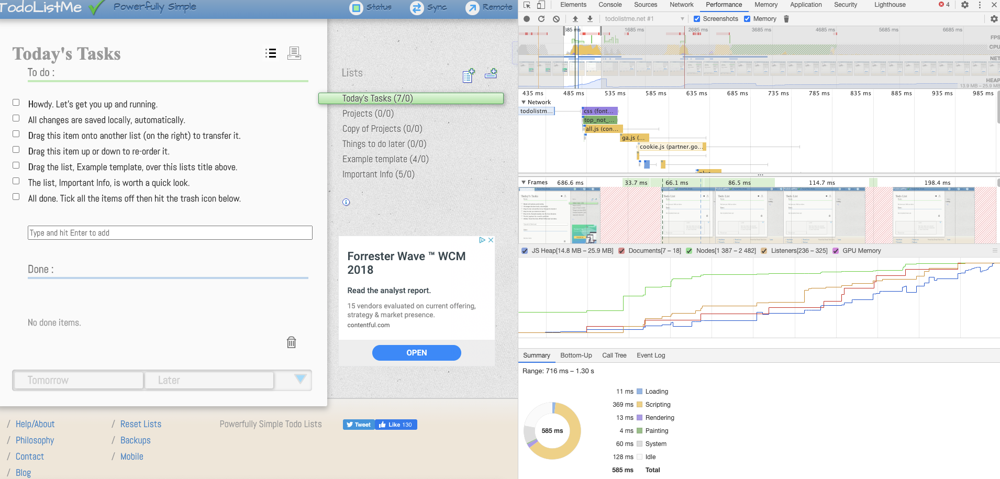 TodoListMe Powerfully Simple
Status Sync Remote
Today's Tasks
To do :
Howdy. Let's get you up and running.
All changes are saved locally, automatically.
Drag this item onto another list (on the right) to transfer it.
Drag this item up or down to re-order it.
Drag the list, Example template, over this lists title above.
The list, Important Info, is worth a quick look.
All done. Tick all the items off then hit the trash icon below.
Type and hit Enter to add
Done :
No done items.
Tomorrow Later
/ Help/About
/ Philosophy
/ Contact
/ Blog
/ Reset Lists
/ Backups
/ Mobile
Powerfully Simple Todo Lists
Tweet Like 130
Lists
Today's Tasks (7/0)
Projects (0/0)
Copy of Projects (0/0)
Things to do later (0/0)
Example template (4/0)
Important Info (5/0)
Forrester Wave ™ WCM
2018
Read the analyst report.
15 vendors evaluated on current offering,
strategy & market presence.
contentful.com
OPEN
Elements Console Sources Network Performance Memory Application Security Lighthouse 4
todolistme.net #1 Screenshots Memory
685 ms 1685 ms 2685 ms 3685 ms 4685 ms 5685 ms 6685 ms
FPS
CPU
NET
HEAP
13.9 MB – 25.9 MB
435 ms 485 ms 535 ms 585 ms 635 ms 685 ms 735 ms 785 ms 835 ms 885 ms 935 ms 985 ms
Network
todolistm... css (font...
top_not_...
all.js (con...
ga.js (...
cookie.js (partner.go...
Frames 686.6 ms 33.7 ms 66.1 ms 86.5 ms 114.7 ms 198.4 ms
JS Heap[14.8 MB – 25.9 MB] Documents[7 – 18] Nodes[1 387 – 2 482] Listeners[236 – 325] GPU Memory
Summary Bottom-Up Call Tree Event Log
Range: 716 ms – 1.30 s
585 ms
11 ms Loading
369 ms Scripting
13 ms Rendering
4 ms Painting
60 ms System
128 ms Idle
585 ms Total